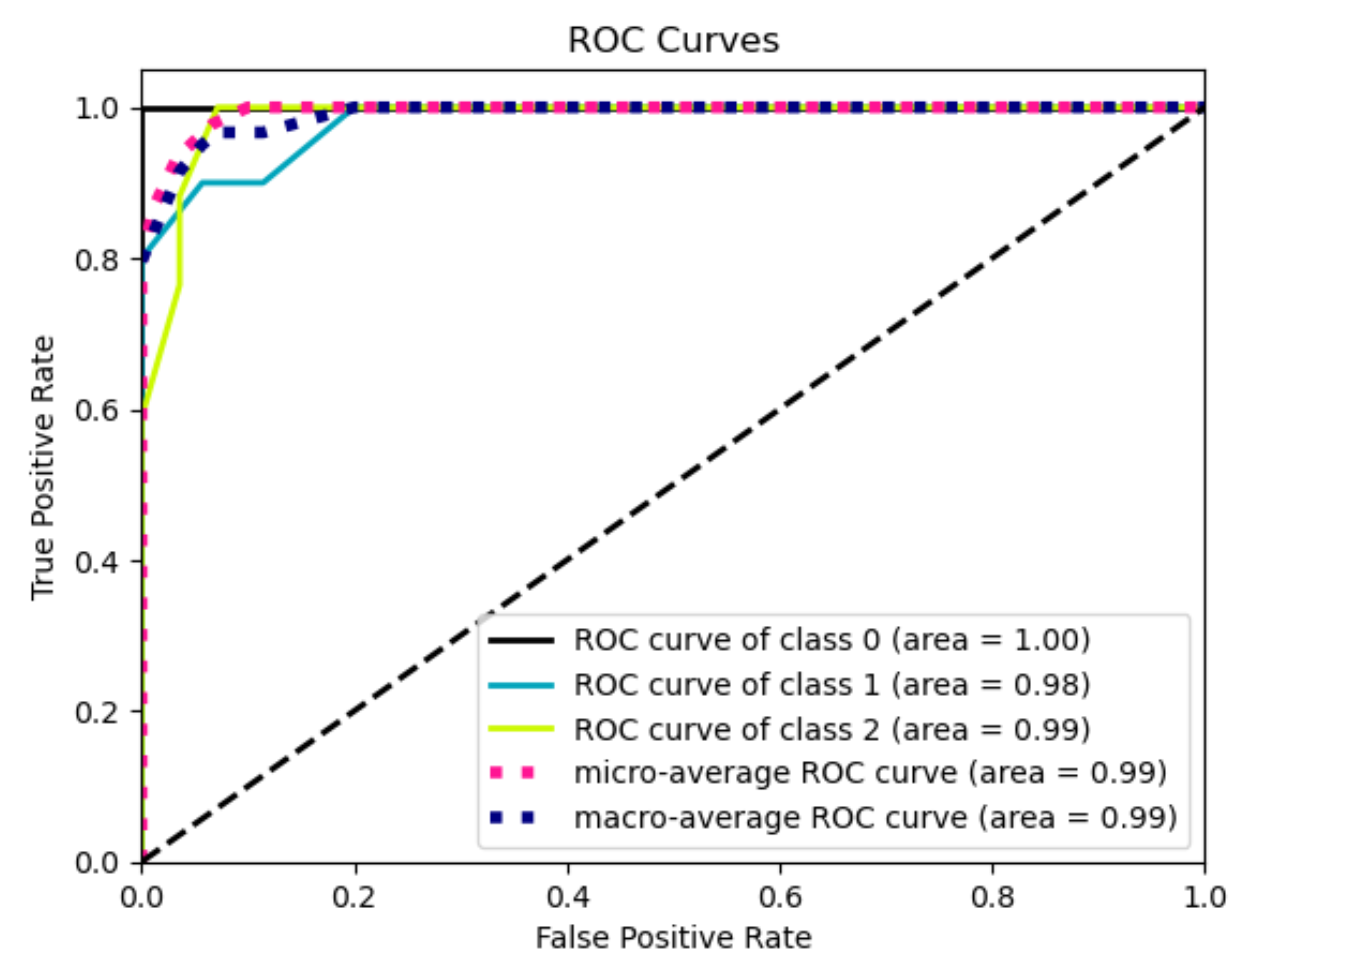 ROC Curves
1.0
0.8
0.6
0.4
0.2
0.0
True Positive Rate
ROC curve of class 0 (area = 1.00)
ROC curve of class 1 (area = 0.98)
ROC curve of class 2 (area = 0.99)
micro-average ROC curve (area = 0.99)
macro-average ROC curve (area = 0.99)
0.0 0.2 0.4 0.6 0.8 1.0
False Positive Rate